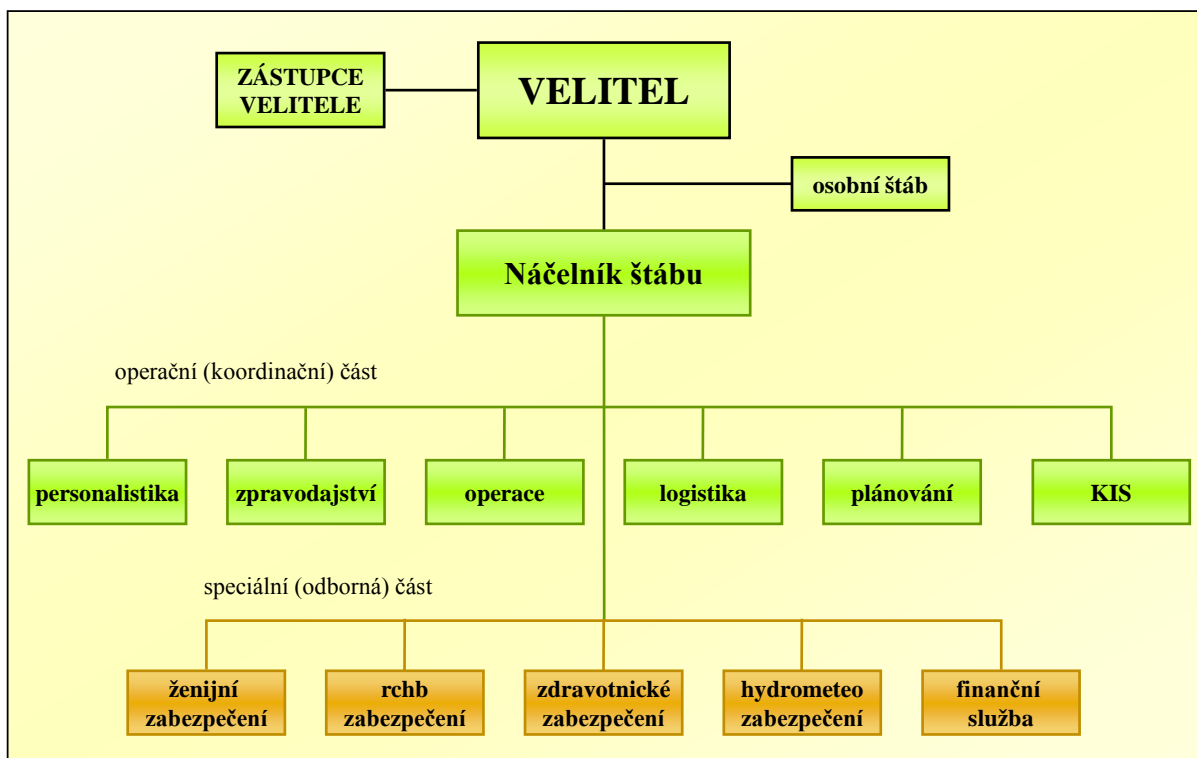 ZÁSTUPCE
VELITELE
VELITEL
osobní štáb
Náčelník štábu
operační (koordinační) část
personalistika
zpravodajství
operace
logistika
plánování
KIS
speciální (odborná) část
ženijní
zabezpečení
rchb
zabezpečení
zdravotnické
zabezpečení
hydrometeo
zabezpečení
finanční
služba